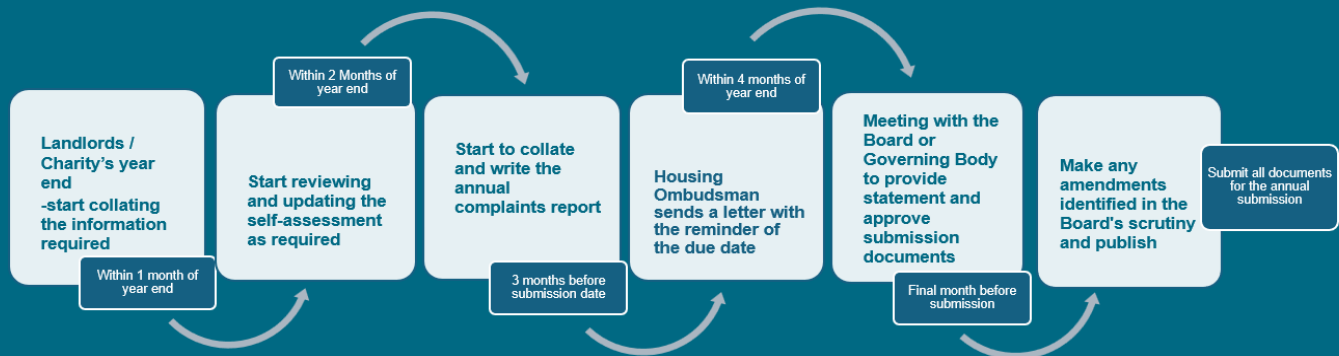 Landlords /
Charity's year
end
-start collating
the information
required
Within 1 month of
year end
Within 2 Months of
year end
Start reviewing
and updating the
self-assessment
as required
Start to collate
and write the
annual
complaints report
3 months before
submission date
Within 4 months of
year end
Housing
Ombudsman
sends a letter with
the reminder of
the due date
Meeting with the
Board or
Governing Body
to provide
statement and
approve
submission
documents
Final month before
submission
Make any
amendments
identified in the
Board's scrutiny
and publish
Submit all documents
for the annual
submission